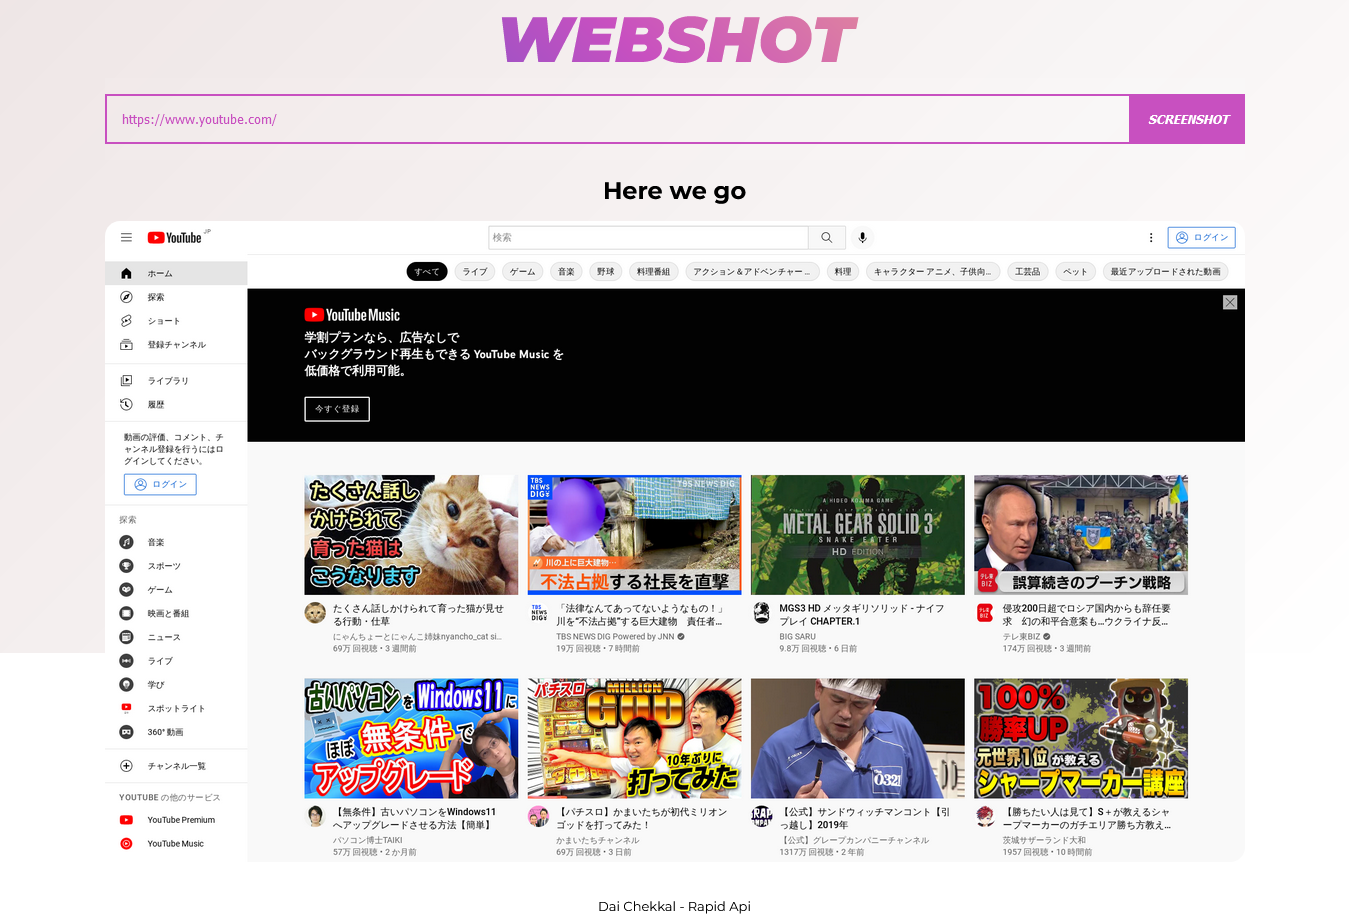 WEBSHOT
https://www.youtube.com/
SCREENSHOT
Here we go
YouTube JP
検索
ログイン
ホーム
探索
ショート
登録チャンネル
ライブラリ
履歴
動画の評価、コメント、チ
ャンネル登録を行うにはロ
グインしてください。
ログイン
探索
音楽
スポーツ
ゲーム
映画と番組
ニュース
ライブ
学び
スポットライト
360° 動画
チャンネル一覧
YOUTUBE の他のサービス
YouTube Premium
YouTube Music
すべて
ライブ
ゲーム
音楽
野球
料理番組
アクション＆アドベンチャー...
料理
キャラクター アニメ、子供向...
工芸品
ペット
最近アップロードされた動画
YouTube Music
学割プランなら、広告なしで
バックグラウンド再生もできる YouTube Music を
低価格で利用可能。
今すぐ登録
たくさん話し
かけられて
育った猫は
こうなります
たくさん話しかけられて育った猫が見せ
る行動・仕草
にゃんちょーとにゃんこ姉妹nyancho_cat si...
69万 回視聴・3 週間前
TBS
NEWS
DIG
TBS NEWS DIG
川の上に巨大建物…
不法占拠する社長を直撃
TBS
NEWS
DIG
「法律なんてあってないようなもの！」
川を“不法占拠”する巨大建物　責任者...
TBS NEWS DIG Powered by JNN
19万 回視聴・7 時間前
A HIDEO KOJIMA GAME
METAL GEAR SOLID 3
SNAKE EATER
HD EDITION
MGS3 HD メッタギリソリッド - ナイフ
プレイ CHAPTER.1
BIG SARU
9.8万 回視聴・6 日前
テレ東
BIZ
誤算続きのプーチン戦略
侵攻200日超でロシア国内からも辞任要
求　幻の和平合意案も…ウクライナ反...
テレ東BIZ
174万 回視聴・3 週間前
古いパソコンをWindows11に
ほぼ無条件で
アップグレード
【無条件】古いパソコンをWindows11
へアップグレードさせる方法【簡単】
パソコン博士TAIKI
57万 回視聴・2 か月前
パチスロ
MILLION
GOD
10年ぶりに
打ってみた
【パチスロ】かまいたちが初代ミリオン
ゴッドを打ってみた！
かまいたちチャンネル
69万 回視聴・3 日前
0321
【公式】サンドウィッチマンコント【引
っ越し】2019年
【公式】グレープカンパニーチャンネル
1317万 回視聴・2 年前
100%
勝率UP
元世界1位が教える
シャープマーカー講座
【勝ちたい人は見て】S＋が教えるシャ
ープマーカーのガチエリア勝ち方教え...
茨城サザーランド大和
1957 回視聴・10 時間前
Dai Chekkal - Rapid Api